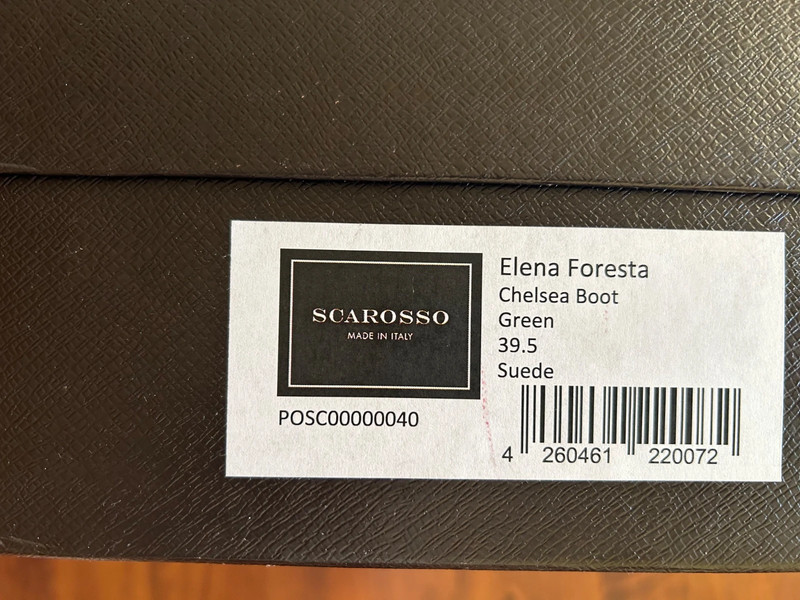 SCAROSSO
MADE IN ITALY
POSC00000040
Elena Foresta
Chelsea Boot
Green
39.5
Suede
4 260461 220072